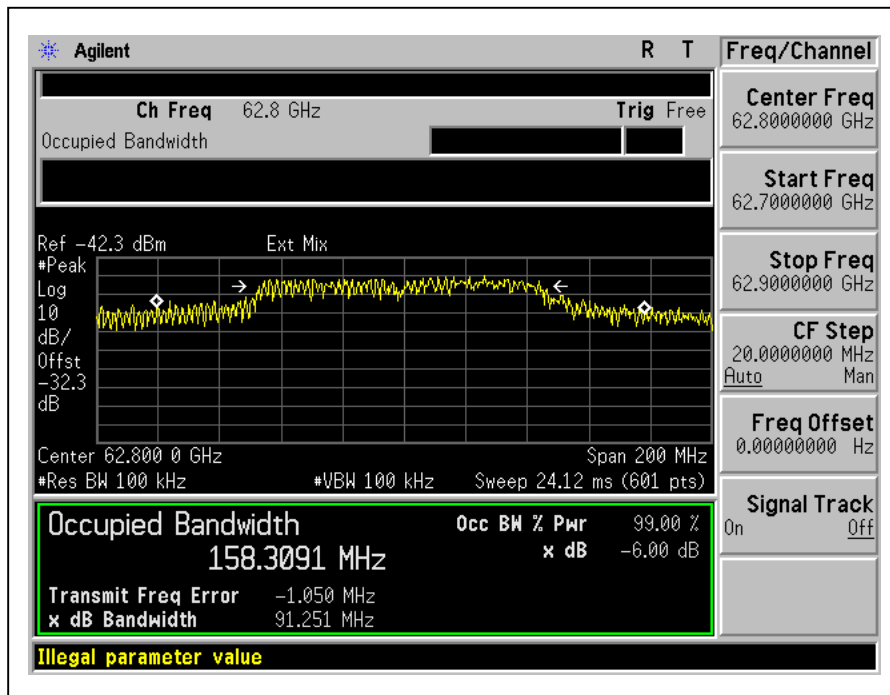 Agilent R T Freq/Channel
Ch Freq 62.8 GHz Trig Free
Occupied Bandwidth
Center Freq
62.8000000 GHz
Start Freq
62.7000000 GHz
Stop Freq
62.9000000 GHz
CF Step
20.0000000 MHz
Auto Man
Freq Offset
0.00000000 Hz
Signal Track
On Off
Ref -42.3 dBm Ext Mix
#Peak
Log
10
dB/
Offst
-32.3
dB
Center 62.800 0 GHz Span 200 MHz
#Res BW 100 kHz #VBW 100 kHz Sweep 24.12 ms (601 pts)
Occupied Bandwidth Occ BW % Pwr 99.00 %
158.3091 MHz x dB -6.00 dB
Transmit Freq Error -1.050 MHz
x dB Bandwidth 91.251 MHz
Illegal parameter value